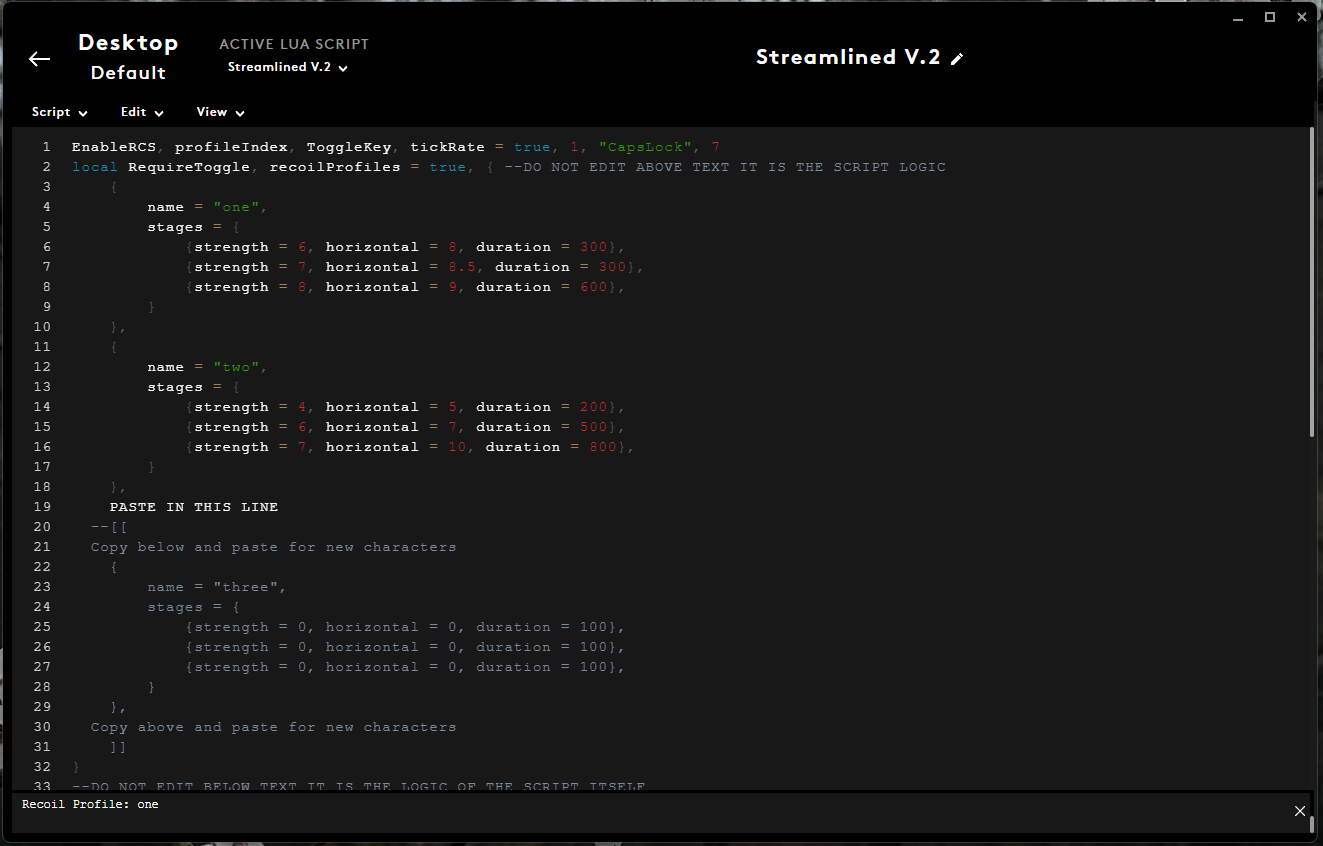 Desktop
Default
ACTIVE LUA SCRIPT
Streamlined V.2
Streamlined V.2
Script
Edit
View
1 EnableRCS, profileIndex, ToggleKey, tickRate = true, 1, "CapsLock", 7
2 local RequireToggle, recoilProfiles = true, { --DO NOT EDIT ABOVE TEXT IT IS THE SCRIPT LOGIC
3 {
4 name = "one",
5 stages = {
6 {strength = 6, horizontal = 8, duration = 300},
7 {strength = 7, horizontal = 8.5, duration = 300},
8 {strength = 8, horizontal = 9, duration = 600},
9 }
10 },
11 {
12 name = "two",
13 stages = {
14 {strength = 4, horizontal = 5, duration = 200},
15 {strength = 6, horizontal = 7, duration = 500},
16 {strength = 7, horizontal = 10, duration = 800},
17 }
18 },
19 PASTE IN THIS LINE
20 --[[
21 Copy below and paste for new characters
22 {
23 name = "three",
24 stages = {
25 {strength = 0, horizontal = 0, duration = 100},
26 {strength = 0, horizontal = 0, duration = 100},
27 {strength = 0, horizontal = 0, duration = 100},
28 }
29 },
30 Copy above and paste for new characters
31 ]]
32 }
33 --DO NOT EDIT BELOW TEXT IT IS THE LOGIC OF THE SCRIPT ITSELF
Recoil Profile: one